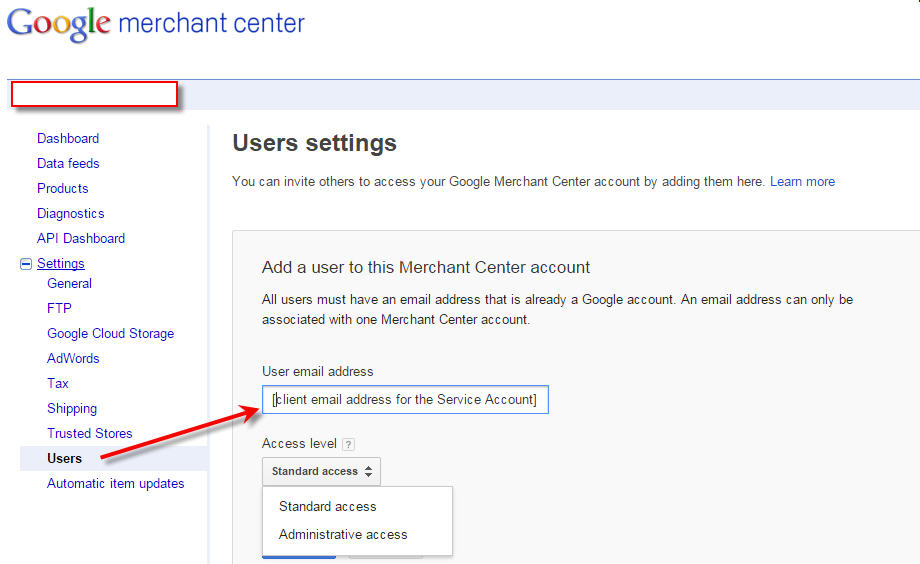 Google merchant center
Dashboard
Data feeds
Products
Diagnostics
API Dashboard
Settings
General
FTP
Google Cloud Storage
AdWords
Tax
Shipping
Trusted Stores
Users
Automatic item updates
Users settings
You can invite others to access your Google Merchant Center account by adding them here. Learn more
Add a user to this Merchant Center account
All users must have an email address that is already a Google account. An email address can only be
associated with one Merchant Center account.
User email address
[client email address for the Service Account]
Access level ?
Standard access
Standard access
Administrative access